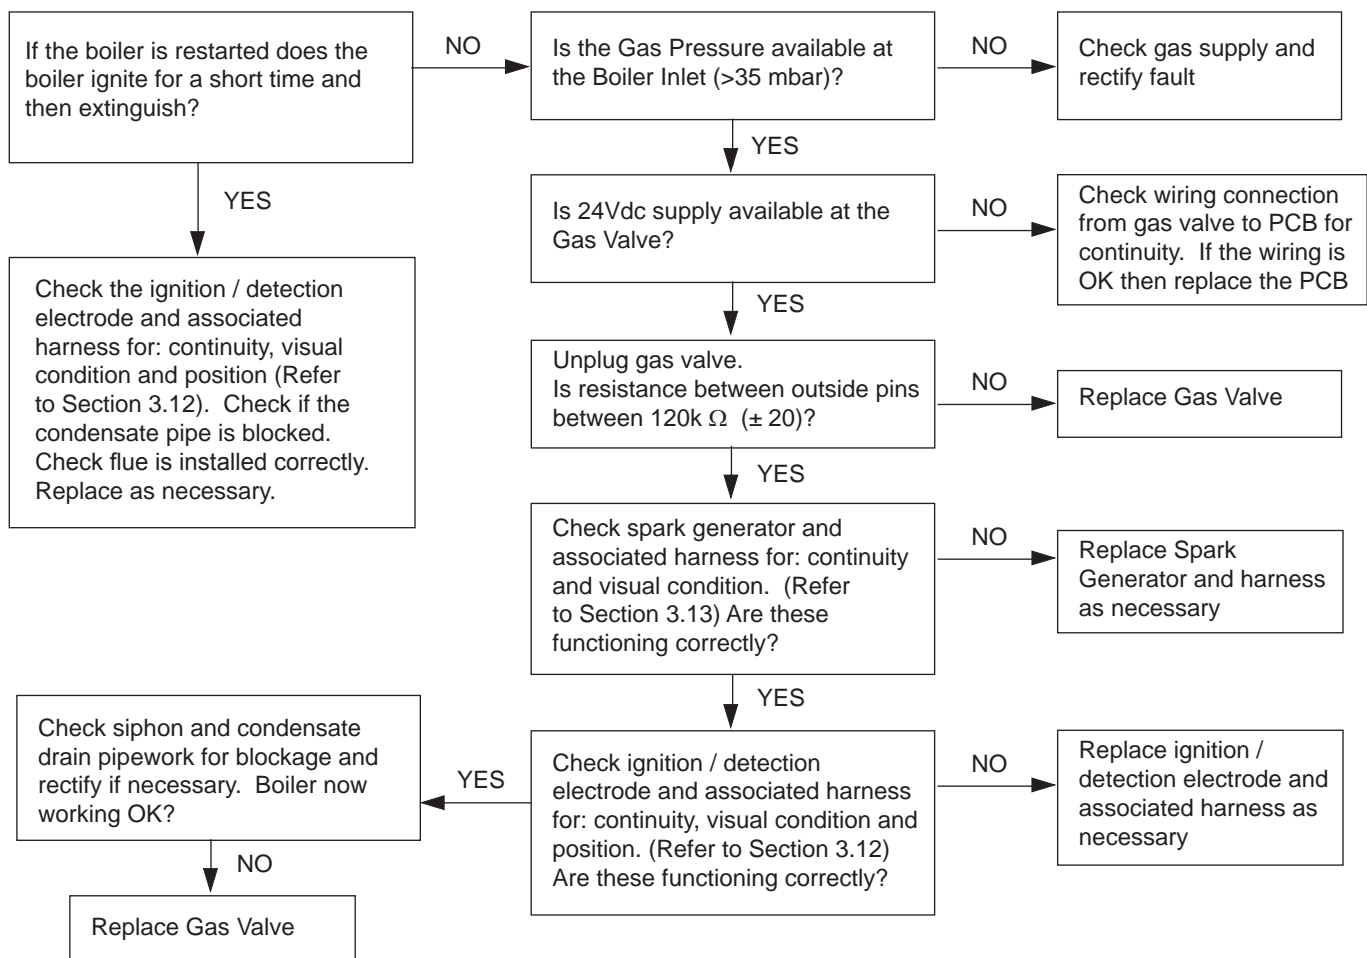 If the boiler is restarted does the
boiler ignite for a short time and
then extinguish?
NO
Is the Gas Pressure available at
the Boiler Inlet (>35 mbar)?
NO
Check gas supply and
rectify fault
YES
YES
Check the ignition / detection
electrode and associated
harness for: continuity, visual
condition and position (Refer
to Section 3.12).  Check if the
condensate pipe is blocked.
Check flue is installed correctly.
Replace as necessary.
Is 24Vdc supply available at the
Gas Valve?
NO
Check wiring connection
from gas valve to PCB for
continuity.  If the wiring is
OK then replace the PCB
YES
Unplug gas valve.
Is resistance between outside pins
between 120k Ω  (± 20)?
NO
Replace Gas Valve
YES
Check spark generator and
associated harness for: continuity
and visual condition.  (Refer
to Section 3.13) Are these
functioning correctly?
NO
Replace Spark
Generator and harness
as necessary
YES
Check ignition / detection
electrode and associated harness
for: continuity, visual condition and
position. (Refer to Section 3.12)
Are these functioning correctly?
NO
Replace ignition /
detection electrode and
associated harness as
necessary
YES
Check siphon and condensate
drain pipework for blockage and
rectify if necessary.  Boiler now
working OK?
NO
Replace Gas Valve